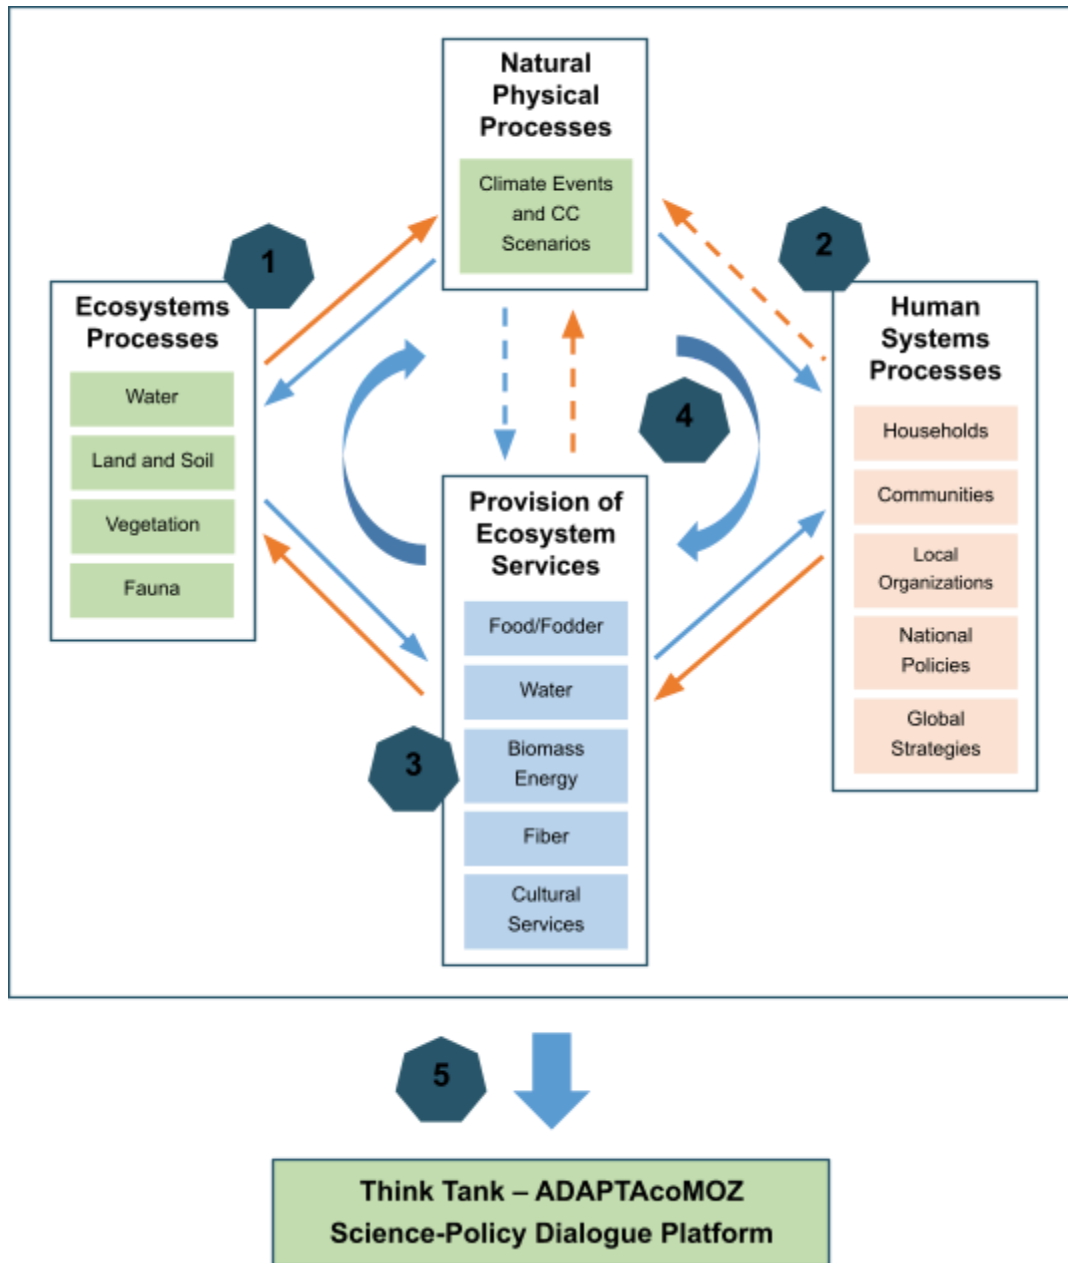 Natural
Physical
Processes
Climate Events
and CC
Scenarios
1
Ecosystems
Processes
Water
Land and Soil
Vegetation
Fauna
2
Human
Systems
Processes
Households
Communities
Local
Organizations
National
Policies
Global
Strategies
4
Provision of
Ecosystem
Services
Food/Fodder
Water
Biomass
Energy
Fiber
Cultural
Services
3
5
Think Tank – ADAPTAcoMOZ
Science-Policy Dialogue Platform